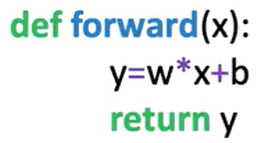 def forward(x):
y=w*x+b
return y